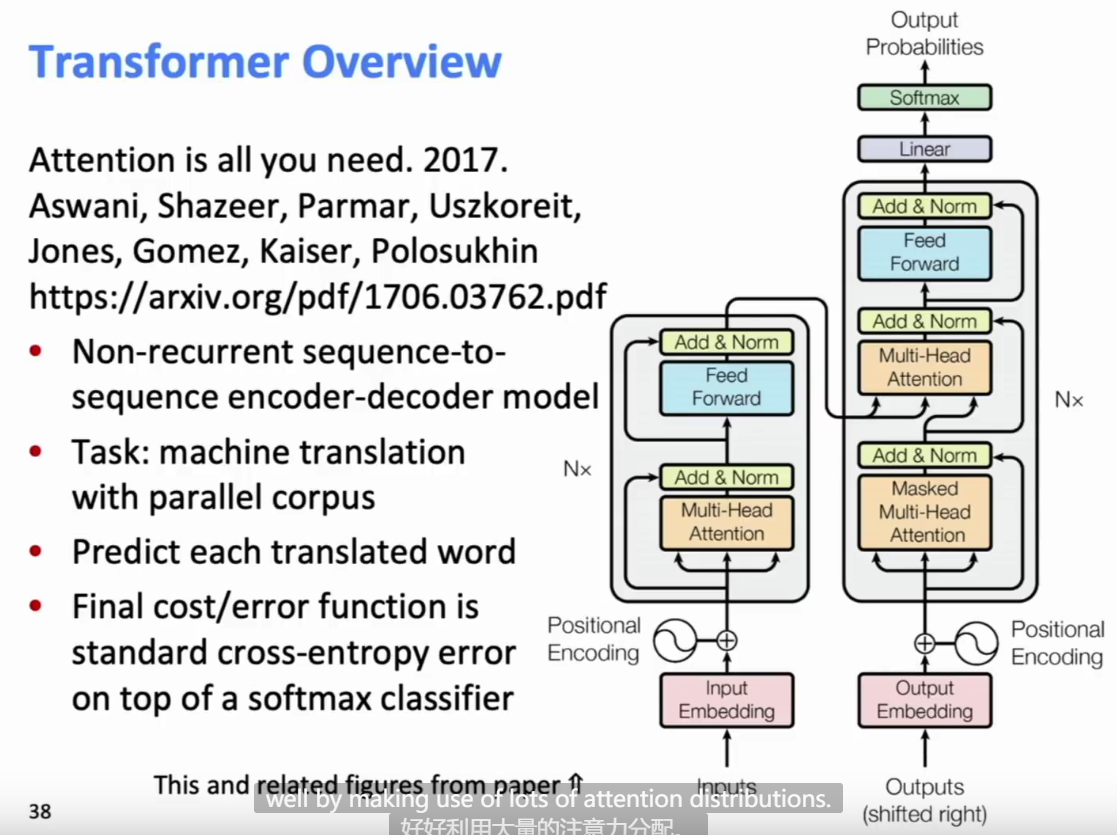 Transformer Overview
Attention is all you need. 2017.
Aswani, Shazeer, Parmar, Uszkoreit,
Jones, Gomez, Kaiser, Polosukhin
https://arxiv.org/pdf/1706.03762.pdf
• Non-recurrent sequence-to-
sequence encoder-decoder model
• Task: machine translation
with parallel corpus
• Predict each translated word
• Final cost/error function is
standard cross-entropy error
on top of a softmax classifier
This and related figures from paper ⇧
38
Output
Probabilities
Softmax
Linear
Add & Norm
Feed
Forward
Add & Norm
Multi-Head
Attention
Add & Norm
Masked
Multi-Head
Attention
N×
Positional
Encoding
Output
Embedding
Outputs
(shifted right)
Add & Norm
Feed
Forward
Add & Norm
Multi-Head
Attention
N×
Positional
Encoding
Input
Embedding
Inputs
well by making use of lots of attention distributions.
好好利用大量的注意力分配。